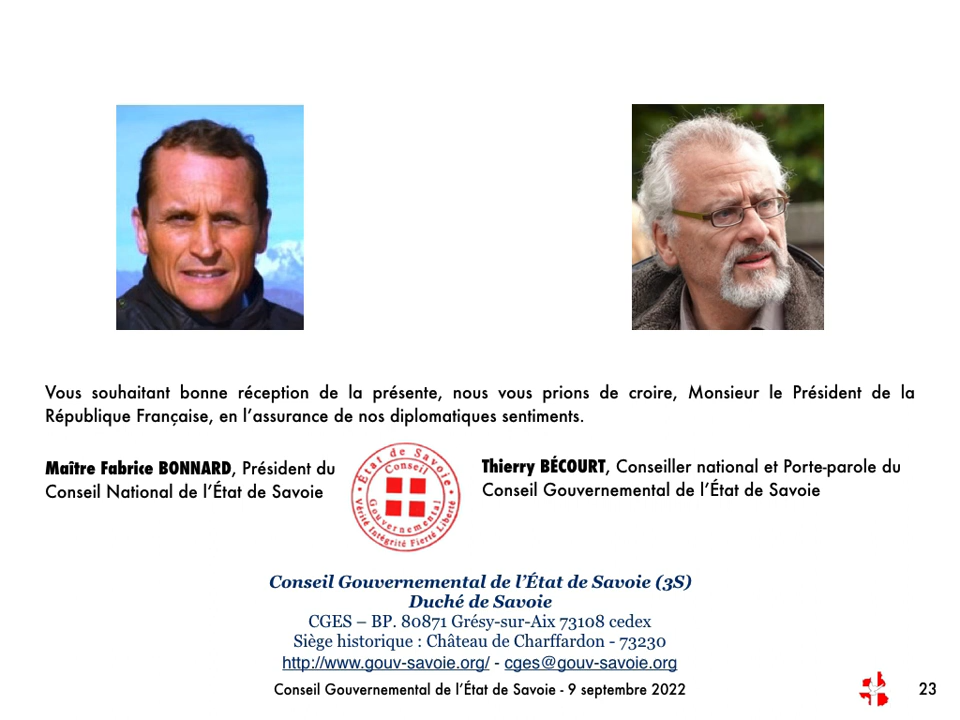 Vous souhaitant bonne réception de la présente, nous vous prions de croire, Monsieur le Président de la
République Française, en l’assurance de nos diplomatiques sentiments.
Maître Fabrice BONNARD, Président du
Conseil National de l’État de Savoie
État de Savoie
Conseil
Gouvernemental
Vérité Intégrité Fierté Liberté
Thierry BÉCOURT, Conseiller national et Porte-parole du
Conseil Gouvernemental de l’État de Savoie
Conseil Gouvernemental de l’État de Savoie (3S)
Duché de Savoie
CGES – BP. 80871 Grésy-sur-Aix 73108 cedex
Siège historique : Château de Charffardon - 73230
http://www.gouv-savoie.org/ - cges@gouv-savoie.org
Conseil Gouvernemental de l’État de Savoie - 9 septembre 2022
23